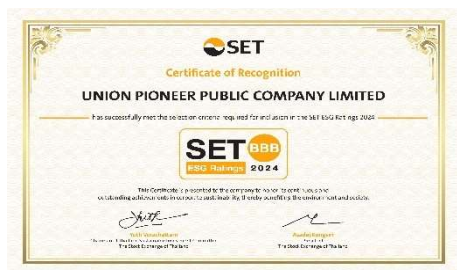 SET
Certificate of Recognition
UNION PIONEER PUBLIC COMPANY LIMITED
has successfully met the selection criteria required for inclusion in the SET ESG Ratings 2024
SET BBB
ESG Ratings 2024
This Certificate is presented to the company to honor its continuous and
outstanding achievements in corporate sustainability, thereby benefiting the environment and society.
The Stock Exchange of Thailand
The Stock Exchange of Thailand